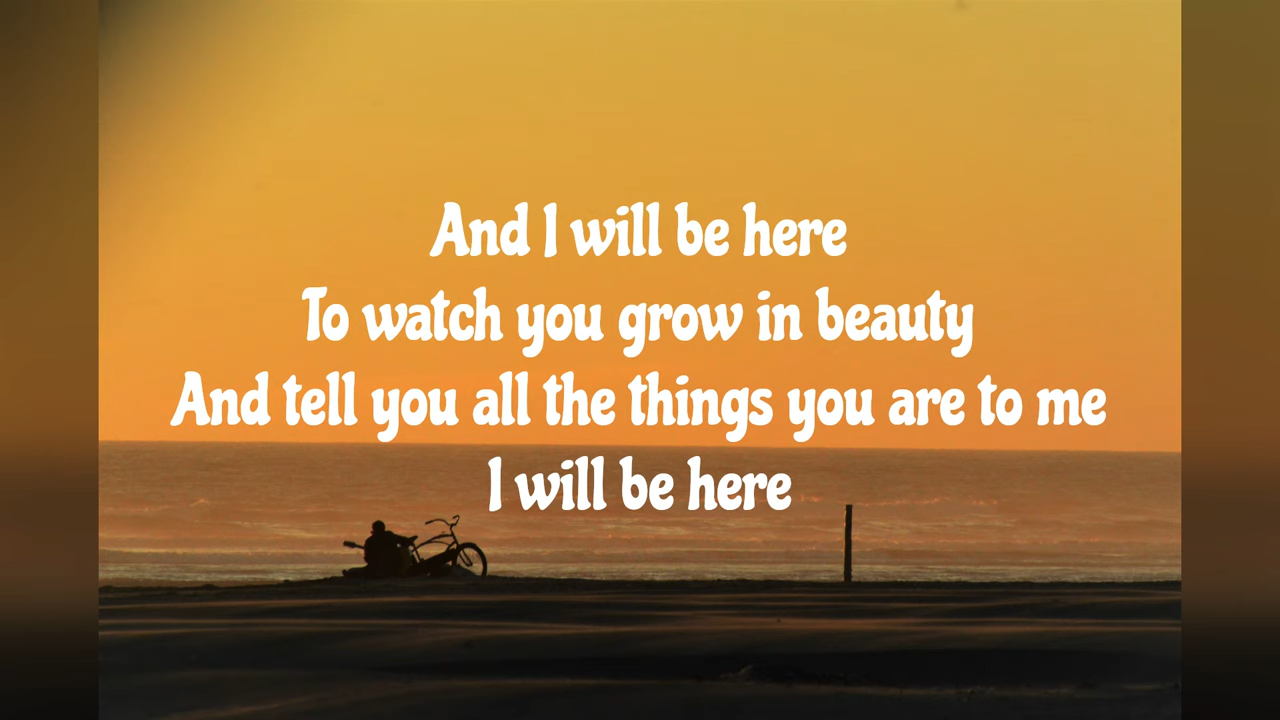 And I will be here
To watch you grow in beauty
And tell you all the things you are to me
I will be here